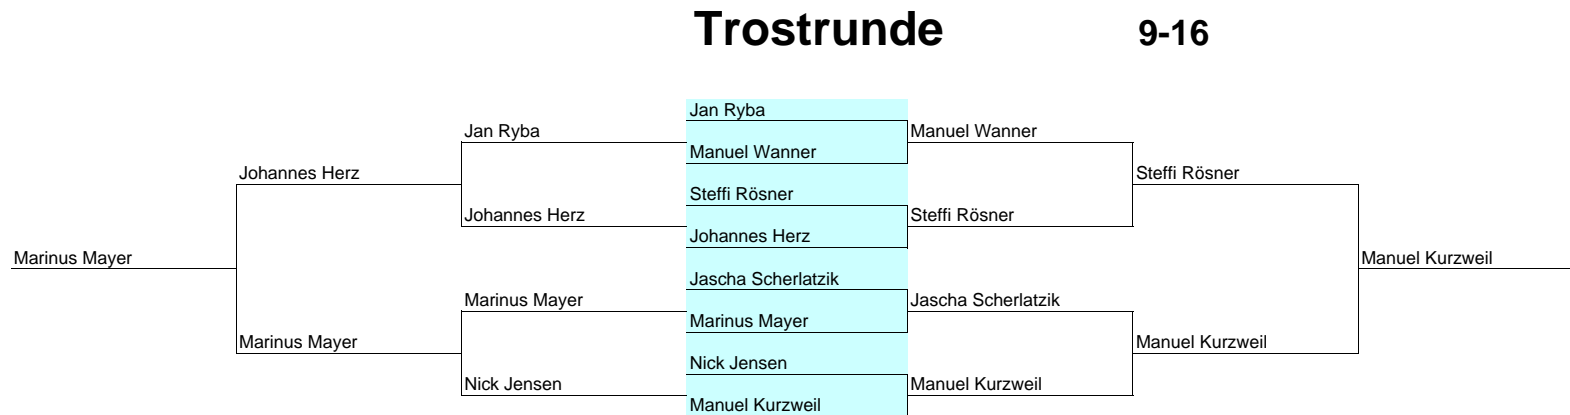 Trostrunde 9-16
Jan Ryba
Jan Ryba Manuel Wanner
Manuel Wanner
Johannes Herz Steffi Rösner
Steffi Rösner
Johannes Herz Steffi Rösner
Johannes Herz
Marinus Mayer Manuel Kurzweil
Jascha Scherlatzik
Marinus Mayer Jascha Scherlatzik
Marinus Mayer
Marinus Mayer Manuel Kurzweil
Nick Jensen
Nick Jensen Manuel Kurzweil
Manuel Kurzweil